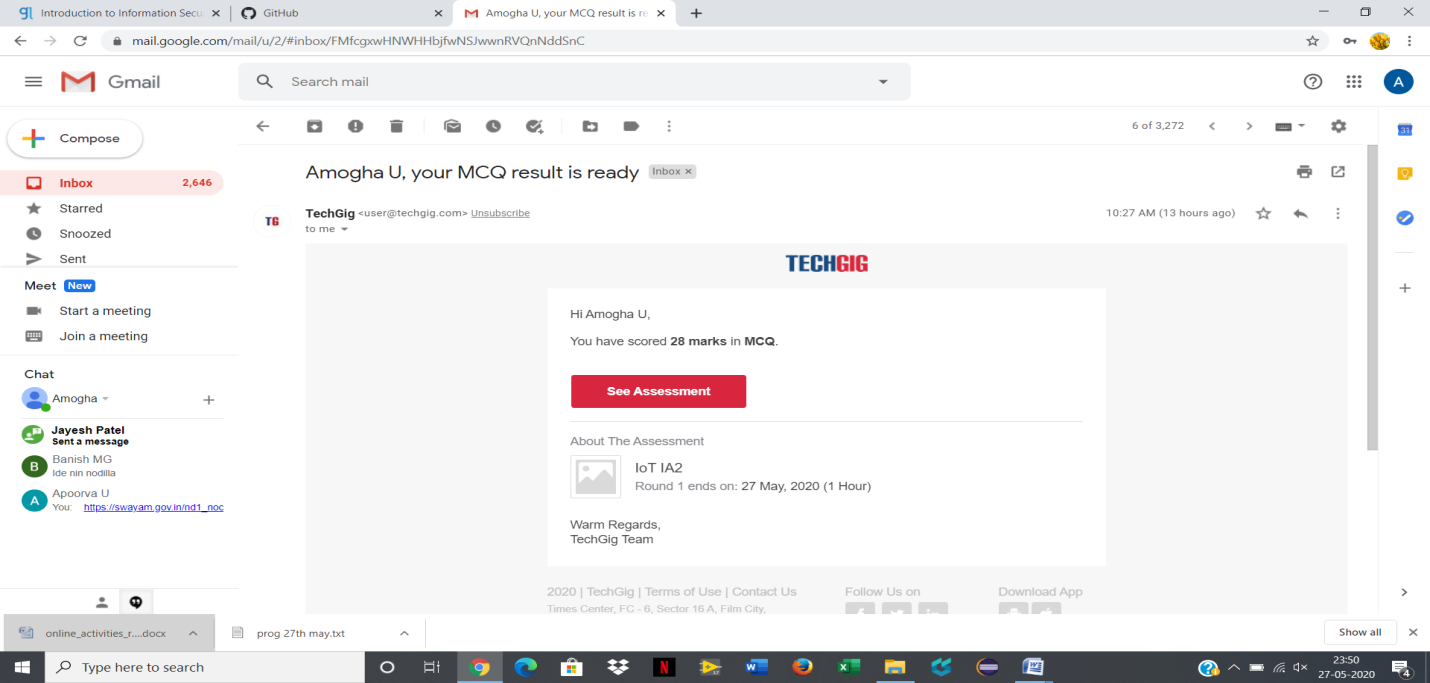 Introduction to Information Secu
GitHub
Amogha U, your MCQ result is re
mail.google.com/mail/u/2/#inbox/FMfcgxwHNWHHbjfwNSJwwnRVQnNddSnC
Gmail
Search mail
A
Compose
6 of 3,272
Inbox 2,646
Starred
Snoozed
Sent
Meet New
Start a meeting
Join a meeting
Chat
Amogha
Jayesh Patel
Sent a message
B
Banish MG
Ide nin nodilla
A
Apoorva U
You: https://swayam.gov.in/nd1_noc
Amogha U, your MCQ result is ready Inbox
TG
TechGig <user@techgig.com> Unsubscribe
10:27 AM (13 hours ago)
to me
TECHGIG
Hi Amogha U,
You have scored 28 marks in MCQ.
See Assessment
About The Assessment
IoT IA2
Round 1 ends on: 27 May, 2020 (1 Hour)
Warm Regards,
TechGig Team
2020 | TechGig | Terms of Use | Contact Us
Times Center, FC - 6, Sector 16 A, Film City,
Follow Us on
Download App
31
online_activities_r....docx
prog 27th may.txt
Show all
Type here to search
23:50
27-05-2020
4